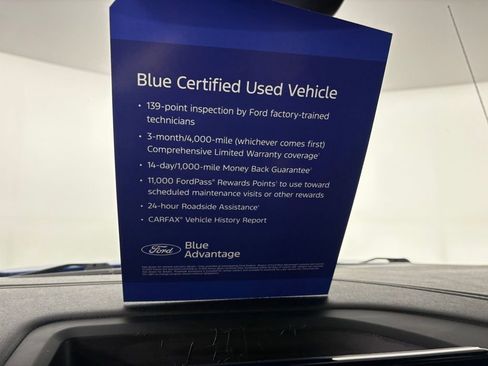 Blue Certified Used Vehicle
• 139-point inspection by Ford factory-trained
technicians
• 3-month/4,000-mile (whichever comes first)
Comprehensive Limited Warranty coverage
• 14-day/1,000-mile Money Back Guarantee
• 11,000 FordPass® Rewards Points to use toward
scheduled maintenance visits or other rewards
• 24-hour Roadside Assistance
• CARFAX® Vehicle History Report
Ford
Blue
Advantage